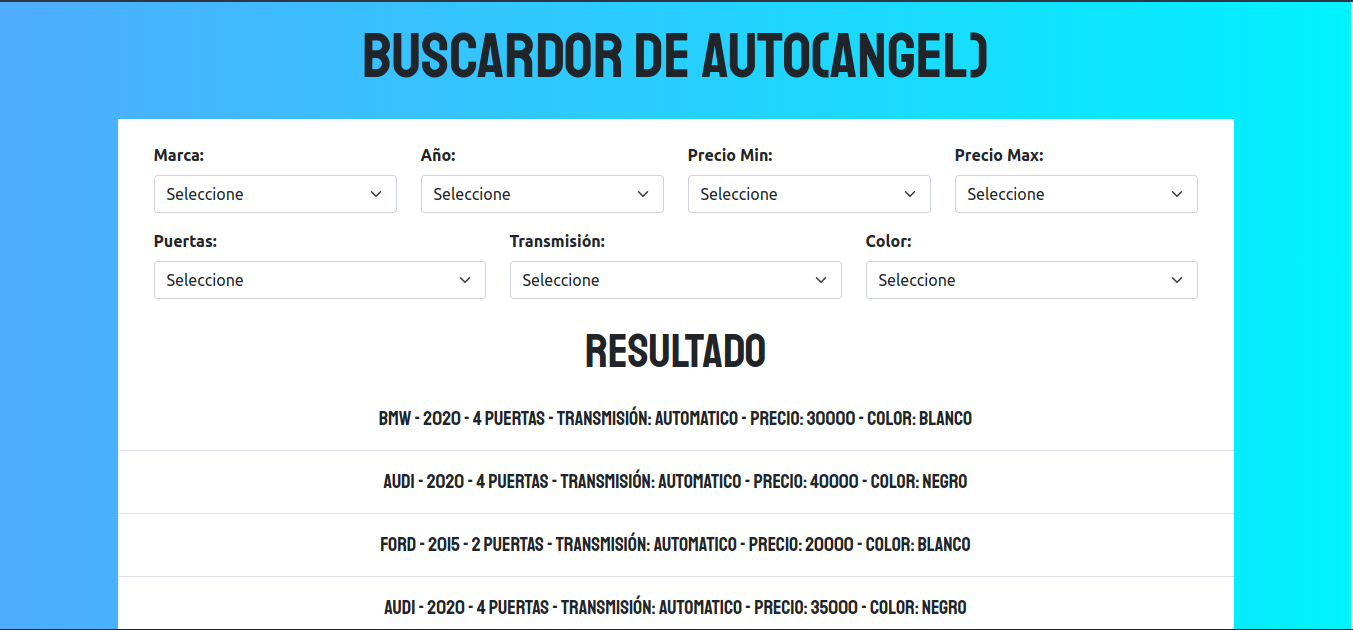 BUSCARDOR DE AUTO(ANGEL)
Marca: Año: Precio Min: Precio Max:
Seleccione Seleccione Seleccione Seleccione
Puertas: Transmisión: Color:
Seleccione Seleccione Seleccione
RESULTADO
BMW - 2020 - 4 PUERTAS - TRANSMISIÓN: AUTOMATICO - PRECIO: 30000 - COLOR: BLANCO
AUDI - 2020 - 4 PUERTAS - TRANSMISIÓN: AUTOMATICO - PRECIO: 40000 - COLOR: NEGRO
FORD - 2015 - 2 PUERTAS - TRANSMISIÓN: AUTOMATICO - PRECIO: 20000 - COLOR: BLANCO
AUDI - 2020 - 4 PUERTAS - TRANSMISIÓN: AUTOMATICO - PRECIO: 35000 - COLOR: NEGRO